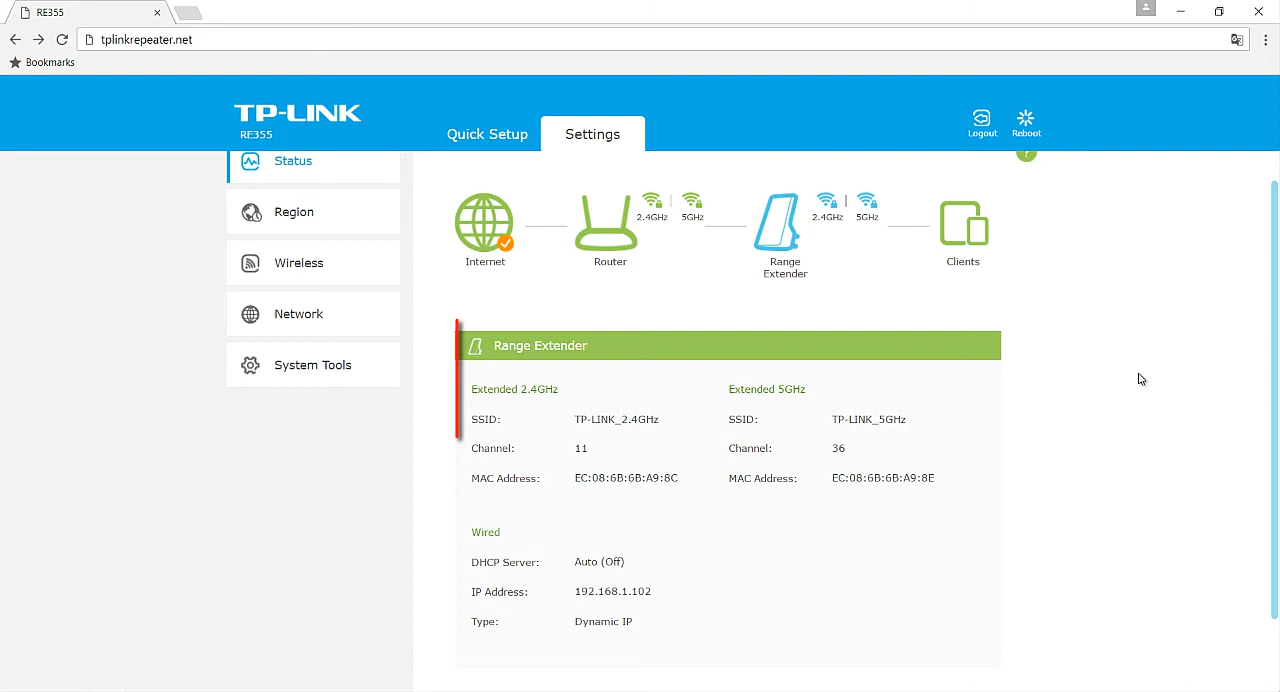 RE355
tplinkrepeater.net
Bookmarks
TP-LINK
RE355
Quick Setup
Settings
Logout
Reboot
?
Status
Region
Wireless
Network
System Tools
2.4GHz | 5GHz
2.4GHz | 5GHz
Internet
Router
Range
Extender
Clients
Range Extender
Extended 2.4GHz
SSID: TP-LINK_2.4GHz
Channel: 11
MAC Address: EC:08:6B:6B:A9:8C
Extended 5GHz
SSID: TP-LINK_5GHz
Channel: 36
MAC Address: EC:08:6B:6B:A9:8E
Wired
DHCP Server: Auto (Off)
IP Address: 192.168.1.102
Type: Dynamic IP